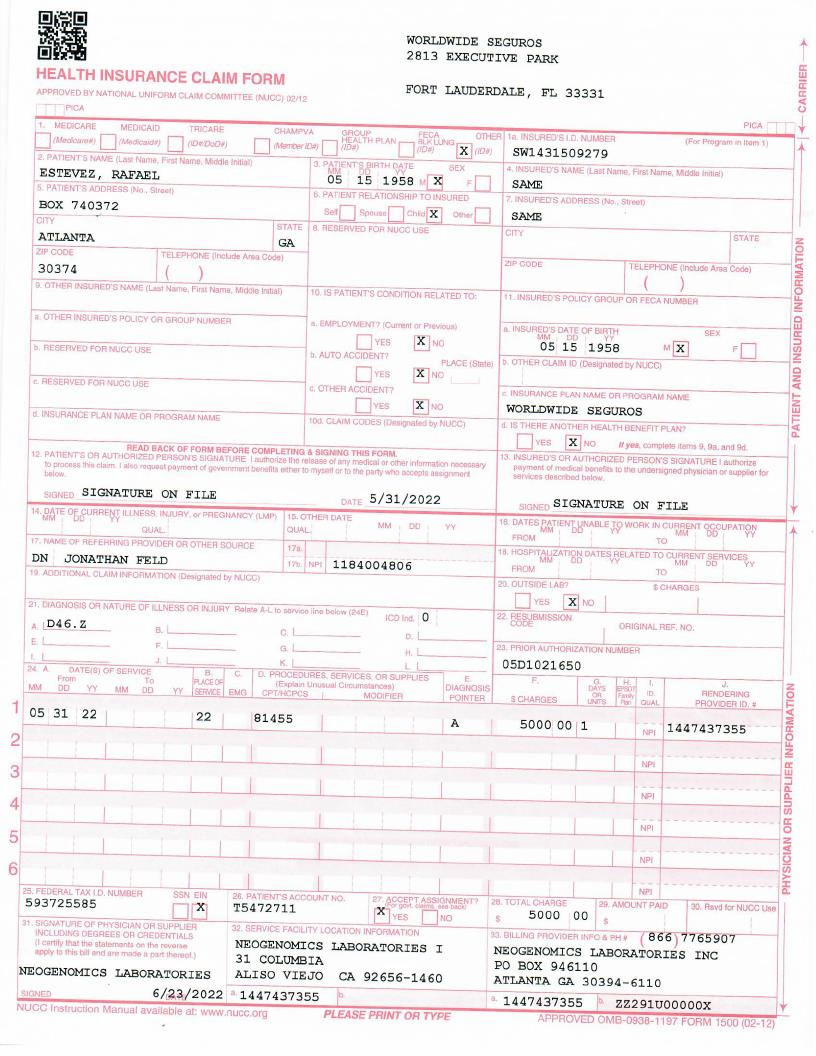 WORLDWIDE SEGUROS
2813 EXECUTIVE PARK
FORT LAUDERDALE, FL 33331
HEALTH INSURANCE CLAIM FORM
APPROVED BY NATIONAL UNIFORM CLAIM COMMITTEE (NUCC) 02/12
PICA
PICA
CARRIER
1. MEDICARE MEDICAID TRICARE CHAMPVA GROUP HEALTH PLAN FECA BLK LUNG OTHER
(Medicare#) (Medicaid#) (ID#/DoD#) (Member ID#) (ID#) (ID#) X (ID#)
1a. INSURED'S I.D. NUMBER (For Program in Item 1)
SW1431509279
2. PATIENT'S NAME (Last Name, First Name, Middle Initial)
ESTEVEZ, RAFAEL
3. PATIENT'S BIRTH DATE SEX
MM DD YY
05 15 1958 M X F
4. INSURED'S NAME (Last Name, First Name, Middle Initial)
SAME
5. PATIENT'S ADDRESS (No., Street)
BOX 740372
6. PATIENT RELATIONSHIP TO INSURED
Self Spouse Child X Other
7. INSURED'S ADDRESS (No., Street)
SAME
CITY STATE
ATLANTA GA
8. RESERVED FOR NUCC USE
CITY STATE
ZIP CODE TELEPHONE (Include Area Code)
30374 ( )
ZIP CODE TELEPHONE (Include Area Code)
( )
9. OTHER INSURED'S NAME (Last Name, First Name, Middle Initial)
10. IS PATIENT'S CONDITION RELATED TO:
11. INSURED'S POLICY GROUP OR FECA NUMBER
a. OTHER INSURED'S POLICY OR GROUP NUMBER
a. EMPLOYMENT? (Current or Previous)
YES X NO
a. INSURED'S DATE OF BIRTH SEX
MM DD YY
05 15 1958 M X F
b. RESERVED FOR NUCC USE
b. AUTO ACCIDENT? PLACE (State)
YES X NO
b. OTHER CLAIM ID (Designated by NUCC)
c. RESERVED FOR NUCC USE
c. OTHER ACCIDENT?
YES X NO
c. INSURANCE PLAN NAME OR PROGRAM NAME
WORLDWIDE SEGUROS
d. INSURANCE PLAN NAME OR PROGRAM NAME
10d. CLAIM CODES (Designated by NUCC)
d. IS THERE ANOTHER HEALTH BENEFIT PLAN?
YES X NO If yes, complete items 9, 9a, and 9d.
PATIENT AND INSURED INFORMATION
READ BACK OF FORM BEFORE COMPLETING & SIGNING THIS FORM.
12. PATIENT'S OR AUTHORIZED PERSON'S SIGNATURE I authorize the release of any medical or other information necessary
to process this claim. I also request payment of government benefits either to myself or to the party who accepts assignment
below.
SIGNED SIGNATURE ON FILE DATE 5/31/2022
13. INSURED'S OR AUTHORIZED PERSON'S SIGNATURE I authorize
payment of medical benefits to the undersigned physician or supplier for
services described below.
SIGNED SIGNATURE ON FILE
14. DATE OF CURRENT ILLNESS, INJURY, or PREGNANCY (LMP)
MM DD YY
QUAL.
15. OTHER DATE
QUAL. MM DD YY
16. DATES PATIENT UNABLE TO WORK IN CURRENT OCCUPATION
MM DD YY MM DD YY
FROM TO
17. NAME OF REFERRING PROVIDER OR OTHER SOURCE
DN JONATHAN FELD
17a.
17b. NPI 1184004806
18. HOSPITALIZATION DATES RELATED TO CURRENT SERVICES
MM DD YY MM DD YY
FROM TO
19. ADDITIONAL CLAIM INFORMATION (Designated by NUCC)
20. OUTSIDE LAB? $ CHARGES
YES X NO
21. DIAGNOSIS OR NATURE OF ILLNESS OR INJURY Relate A-L to service line below (24E) ICD Ind. 0
A. D46.Z B. C. D.
E. F. G. H.
I. J. K. L.
22. RESUBMISSION CODE ORIGINAL REF. NO.
23. PRIOR AUTHORIZATION NUMBER
05D1021650
24. A. DATE(S) OF SERVICE B. C. D. PROCEDURES, SERVICES, OR SUPPLIES E. F. G. H. I. J.
From To PLACE OF SERVICE EMG (Explain Unusual Circumstances) DIAGNOSIS POINTER $ CHARGES DAYS OR UNITS EPSDT Family Plan ID. QUAL RENDERING PROVIDER ID. #
MM DD YY MM DD YY CPT/HCPCS MODIFIER
1 05 31 22 22 81455 A 5000 00 1 NPI 1447437355
2 NPI
3 NPI
4 NPI
5 NPI
6 NPI
25. FEDERAL TAX I.D. NUMBER SSN EIN
593725585 X
26. PATIENT'S ACCOUNT NO.
T5472711
27. ACCEPT ASSIGNMENT?
(For govt. claims, see back)
X YES NO
28. TOTAL CHARGE
$ 5000 00
29. AMOUNT PAID
$
30. Rsvd for NUCC Use
31. SIGNATURE OF PHYSICIAN OR SUPPLIER
INCLUDING DEGREES OR CREDENTIALS
(I certify that the statements on the reverse
apply to this bill and are made a part thereof.)
NEOGENOMICS LABORATORIES
SIGNED 6/23/2022
32. SERVICE FACILITY LOCATION INFORMATION
NEOGENOMICS LABORATORIES I
31 COLUMBIA
ALISO VIEJO CA 92656-1460
a. 1447437355 b.
33. BILLING PROVIDER INFO & PH # (866) 7765907
NEOGENOMICS LABORATORIES INC
PO BOX 946110
ATLANTA GA 30394-6110
a. 1447437355 b. ZZ291U00000X
PHYSICIAN OR SUPPLIER INFORMATION
NUCC Instruction Manual available at: www.nucc.org
PLEASE PRINT OR TYPE
APPROVED OMB-0938-1197 FORM 1500 (02-12)